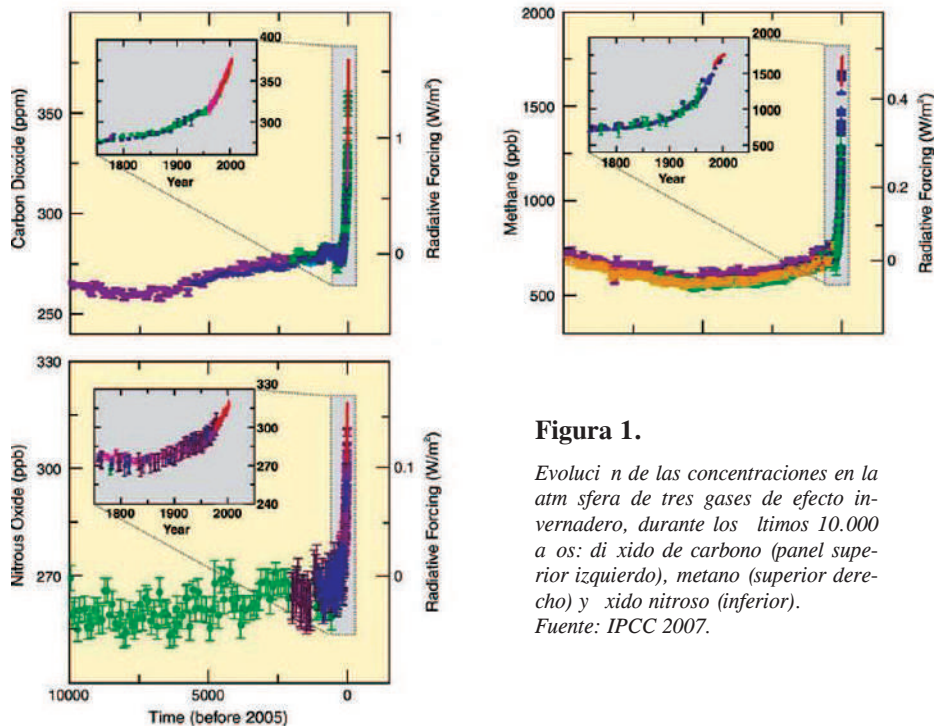 400
350
300
1800
1900
2000
Year
350
300
250
Carbon Dioxide (ppm)
1
0
Radiative Forcing (W/m²)
2000
1500
1000
500
1800
1900
2000
Year
2000
1500
1000
500
Methane (ppb)
0.4
0.2
0
Radiative Forcing (W/m²)
330
300
270
240
1800
1900
2000
Year
330
300
270
Nitrous Oxide (ppb)
0.1
0
Radiative Forcing (W/m²)
10000
5000
0
Time (before 2005)
Figura 1.
Evoluci n de las concentraciones en la
atm sfera de tres gases de efecto in-
vernadero, durante los ltimos 10.000
a os: di xido de carbono (panel supe-
rior izquierdo), metano (superior dere-
cho) y xido nitroso (inferior).
Fuente: IPCC 2007.